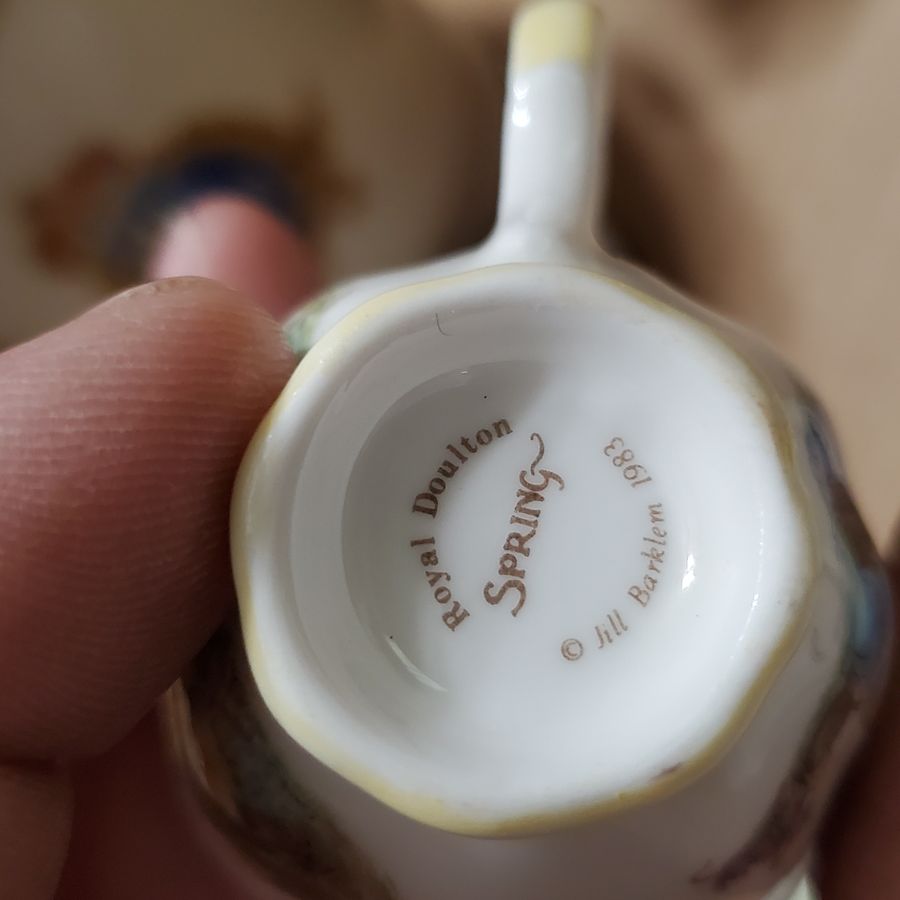 Royal Doulton
SPRING
© Jill Barklem 1983